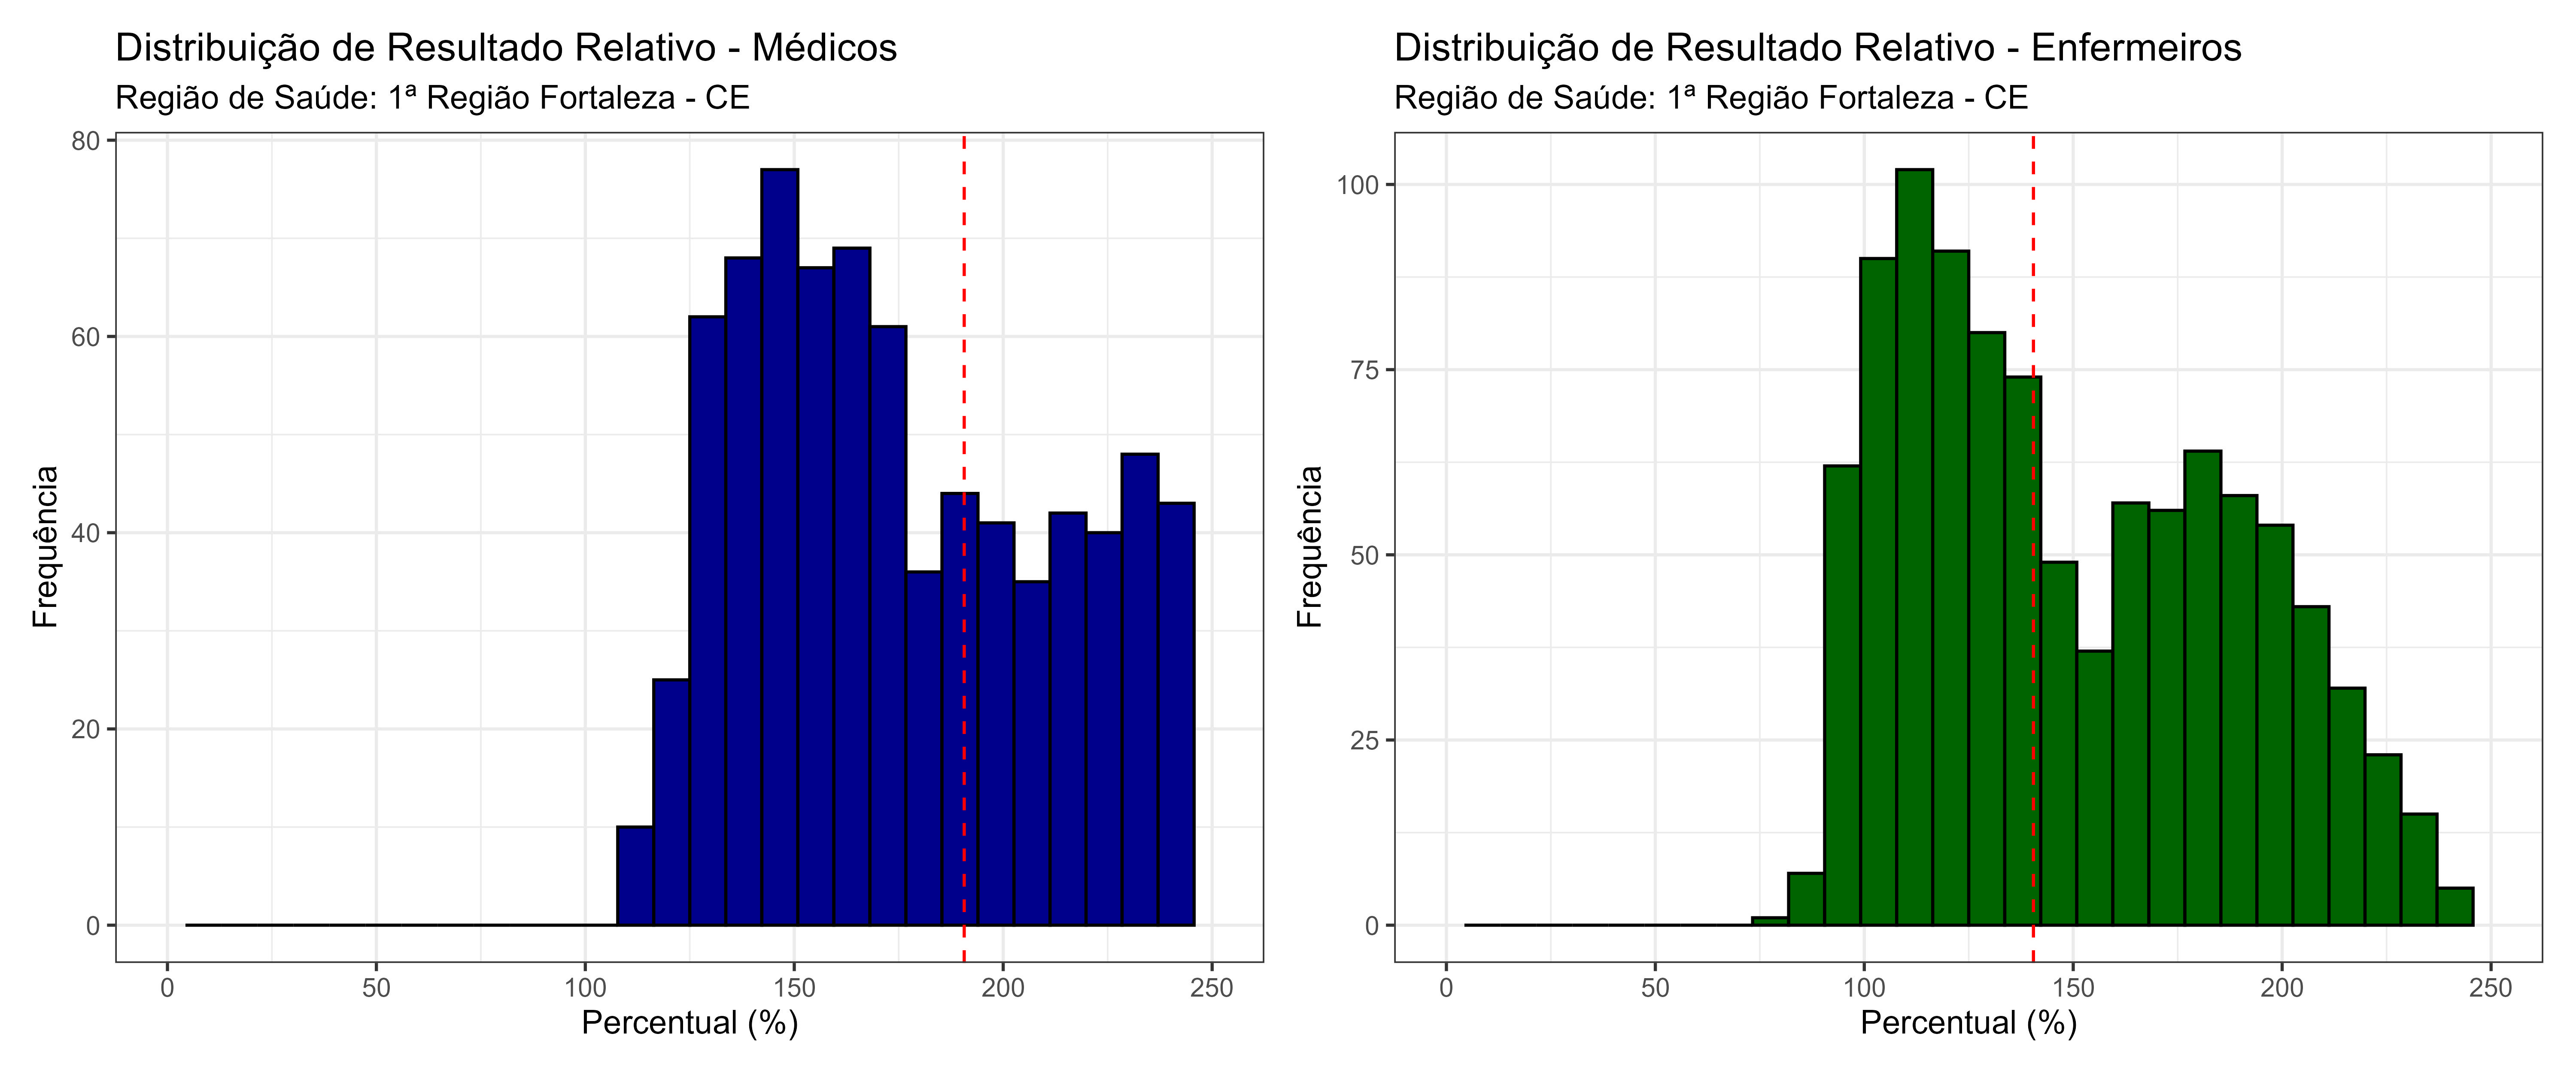 Distribuição de Resultado Relativo - Médicos
Região de Saúde: 1ª Região Fortaleza - CE
80
60
40
20
0
Frequência
0 50 100 150 200 250
Percentual (%)
Distribuição de Resultado Relativo - Enfermeiros
Região de Saúde: 1ª Região Fortaleza - CE
100
75
50
25
0
Frequência
0 50 100 150 200 250
Percentual (%)